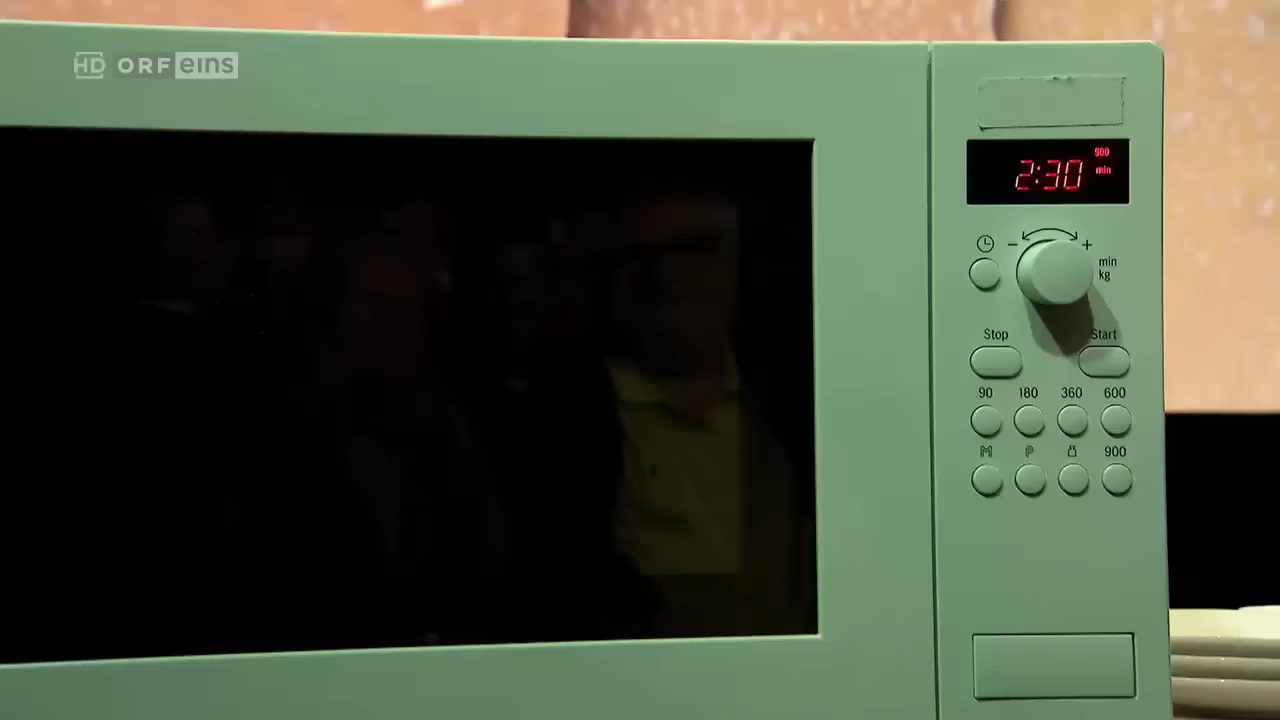 HD ORF eins
900
2:30 min
- +
min
kg
Stop Start
90 180 360 600
M P 900